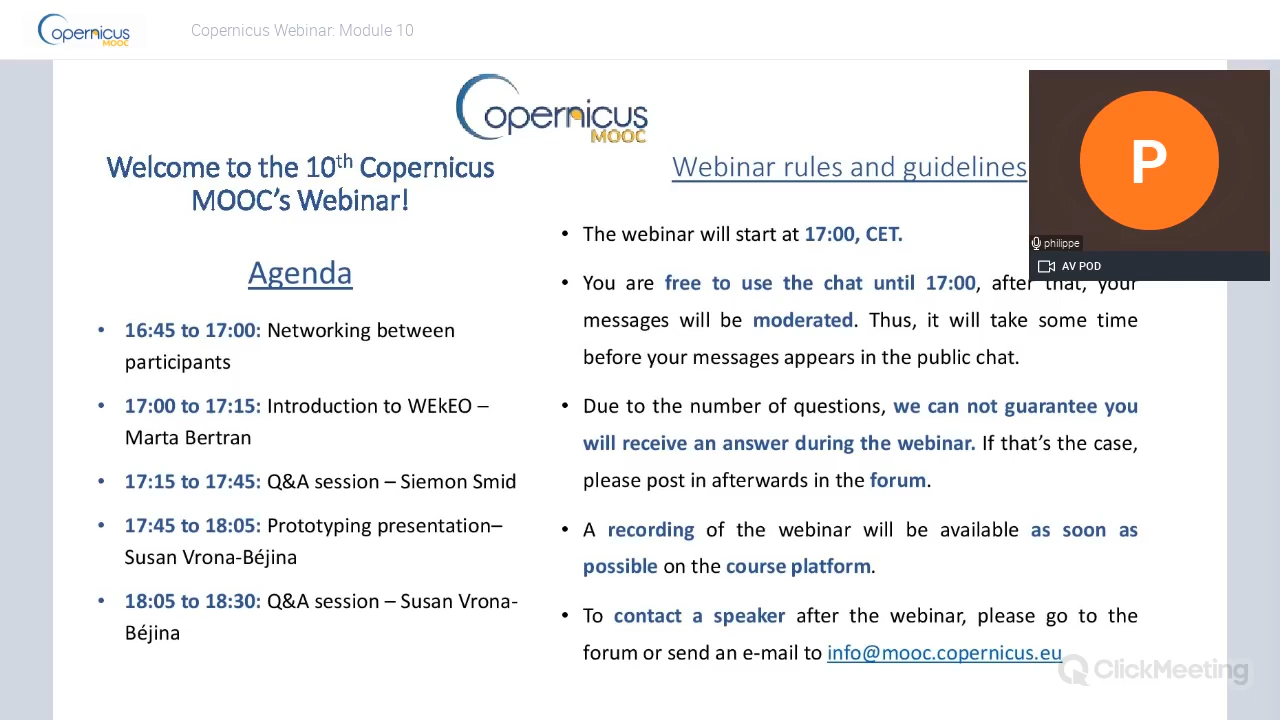 Copernicus
MOOC
Copernicus Webinar: Module 10
Copernicus
MOOC
Welcome to the 10th Copernicus
MOOC's Webinar!
Agenda
• 16:45 to 17:00: Networking between
participants
• 17:00 to 17:15: Introduction to WEkEO –
Marta Bertran
• 17:15 to 17:45: Q&A session – Siemon Smid
• 17:45 to 18:05: Prototyping presentation–
Susan Vrona-Béjina
• 18:05 to 18:30: Q&A session – Susan Vrona-
Béjina
Webinar rules and guidelines
• The webinar will start at 17:00, CET.
• You are free to use the chat until 17:00, after that, your
messages will be moderated. Thus, it will take some time
before your messages appears in the public chat.
• Due to the number of questions, we can not guarantee you
will receive an answer during the webinar. If that's the case,
please post in afterwards in the forum.
• A recording of the webinar will be available as soon as
possible on the course platform.
• To contact a speaker after the webinar, please go to the
forum or send an e-mail to info@mooc.copernicus.eu
P
philippe
AV POD
ClickMeeting